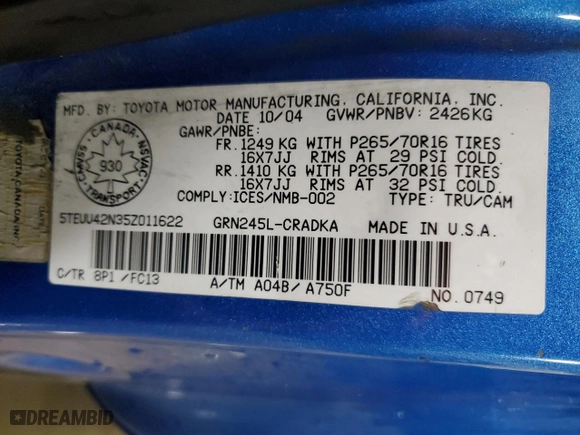 MFD. BY: TOYOTA MOTOR MANUFACTURING, CALIFORNIA, INC.
DATE 10/04 GVWR/PNBV: 2426KG
GAWR/PNBE:
FR. 1249 KG WITH P265/70R16 TIRES
16X7JJ RIMS AT 29 PSI COLD.
RR. 1410 KG WITH P265/70R16 TIRES
16X7JJ RIMS AT 32 PSI COLD.
COMPLY: ICES/NMB-002 TYPE: TRU/CAM
CANADA
CMVSS NSVAC
930
TRANSPORT
5TEUU42N35Z011622 GRN245L-CRADKA MADE IN U.S.A.
C/TR 8P1 /FC13 A/TM A04B/ A750F NO. 0749
TOYOTA CANADA
DREAMBID